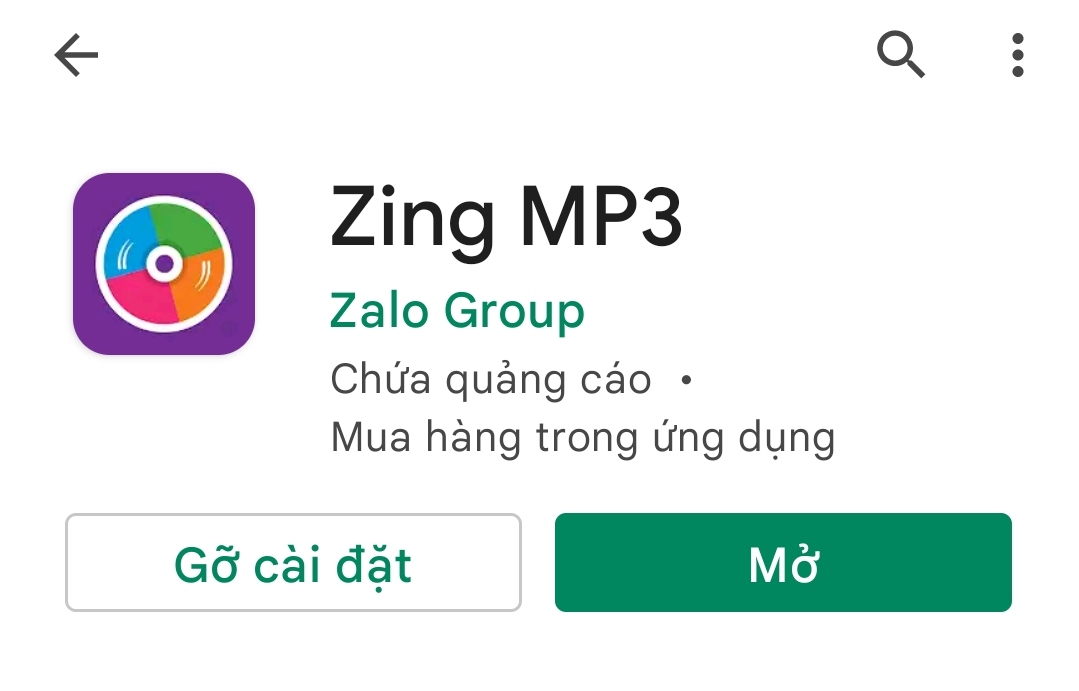 Zing MP3
Zalo Group
Chứa quảng cáo •
Mua hàng trong ứng dụng
Gỡ cài đặt
Mở